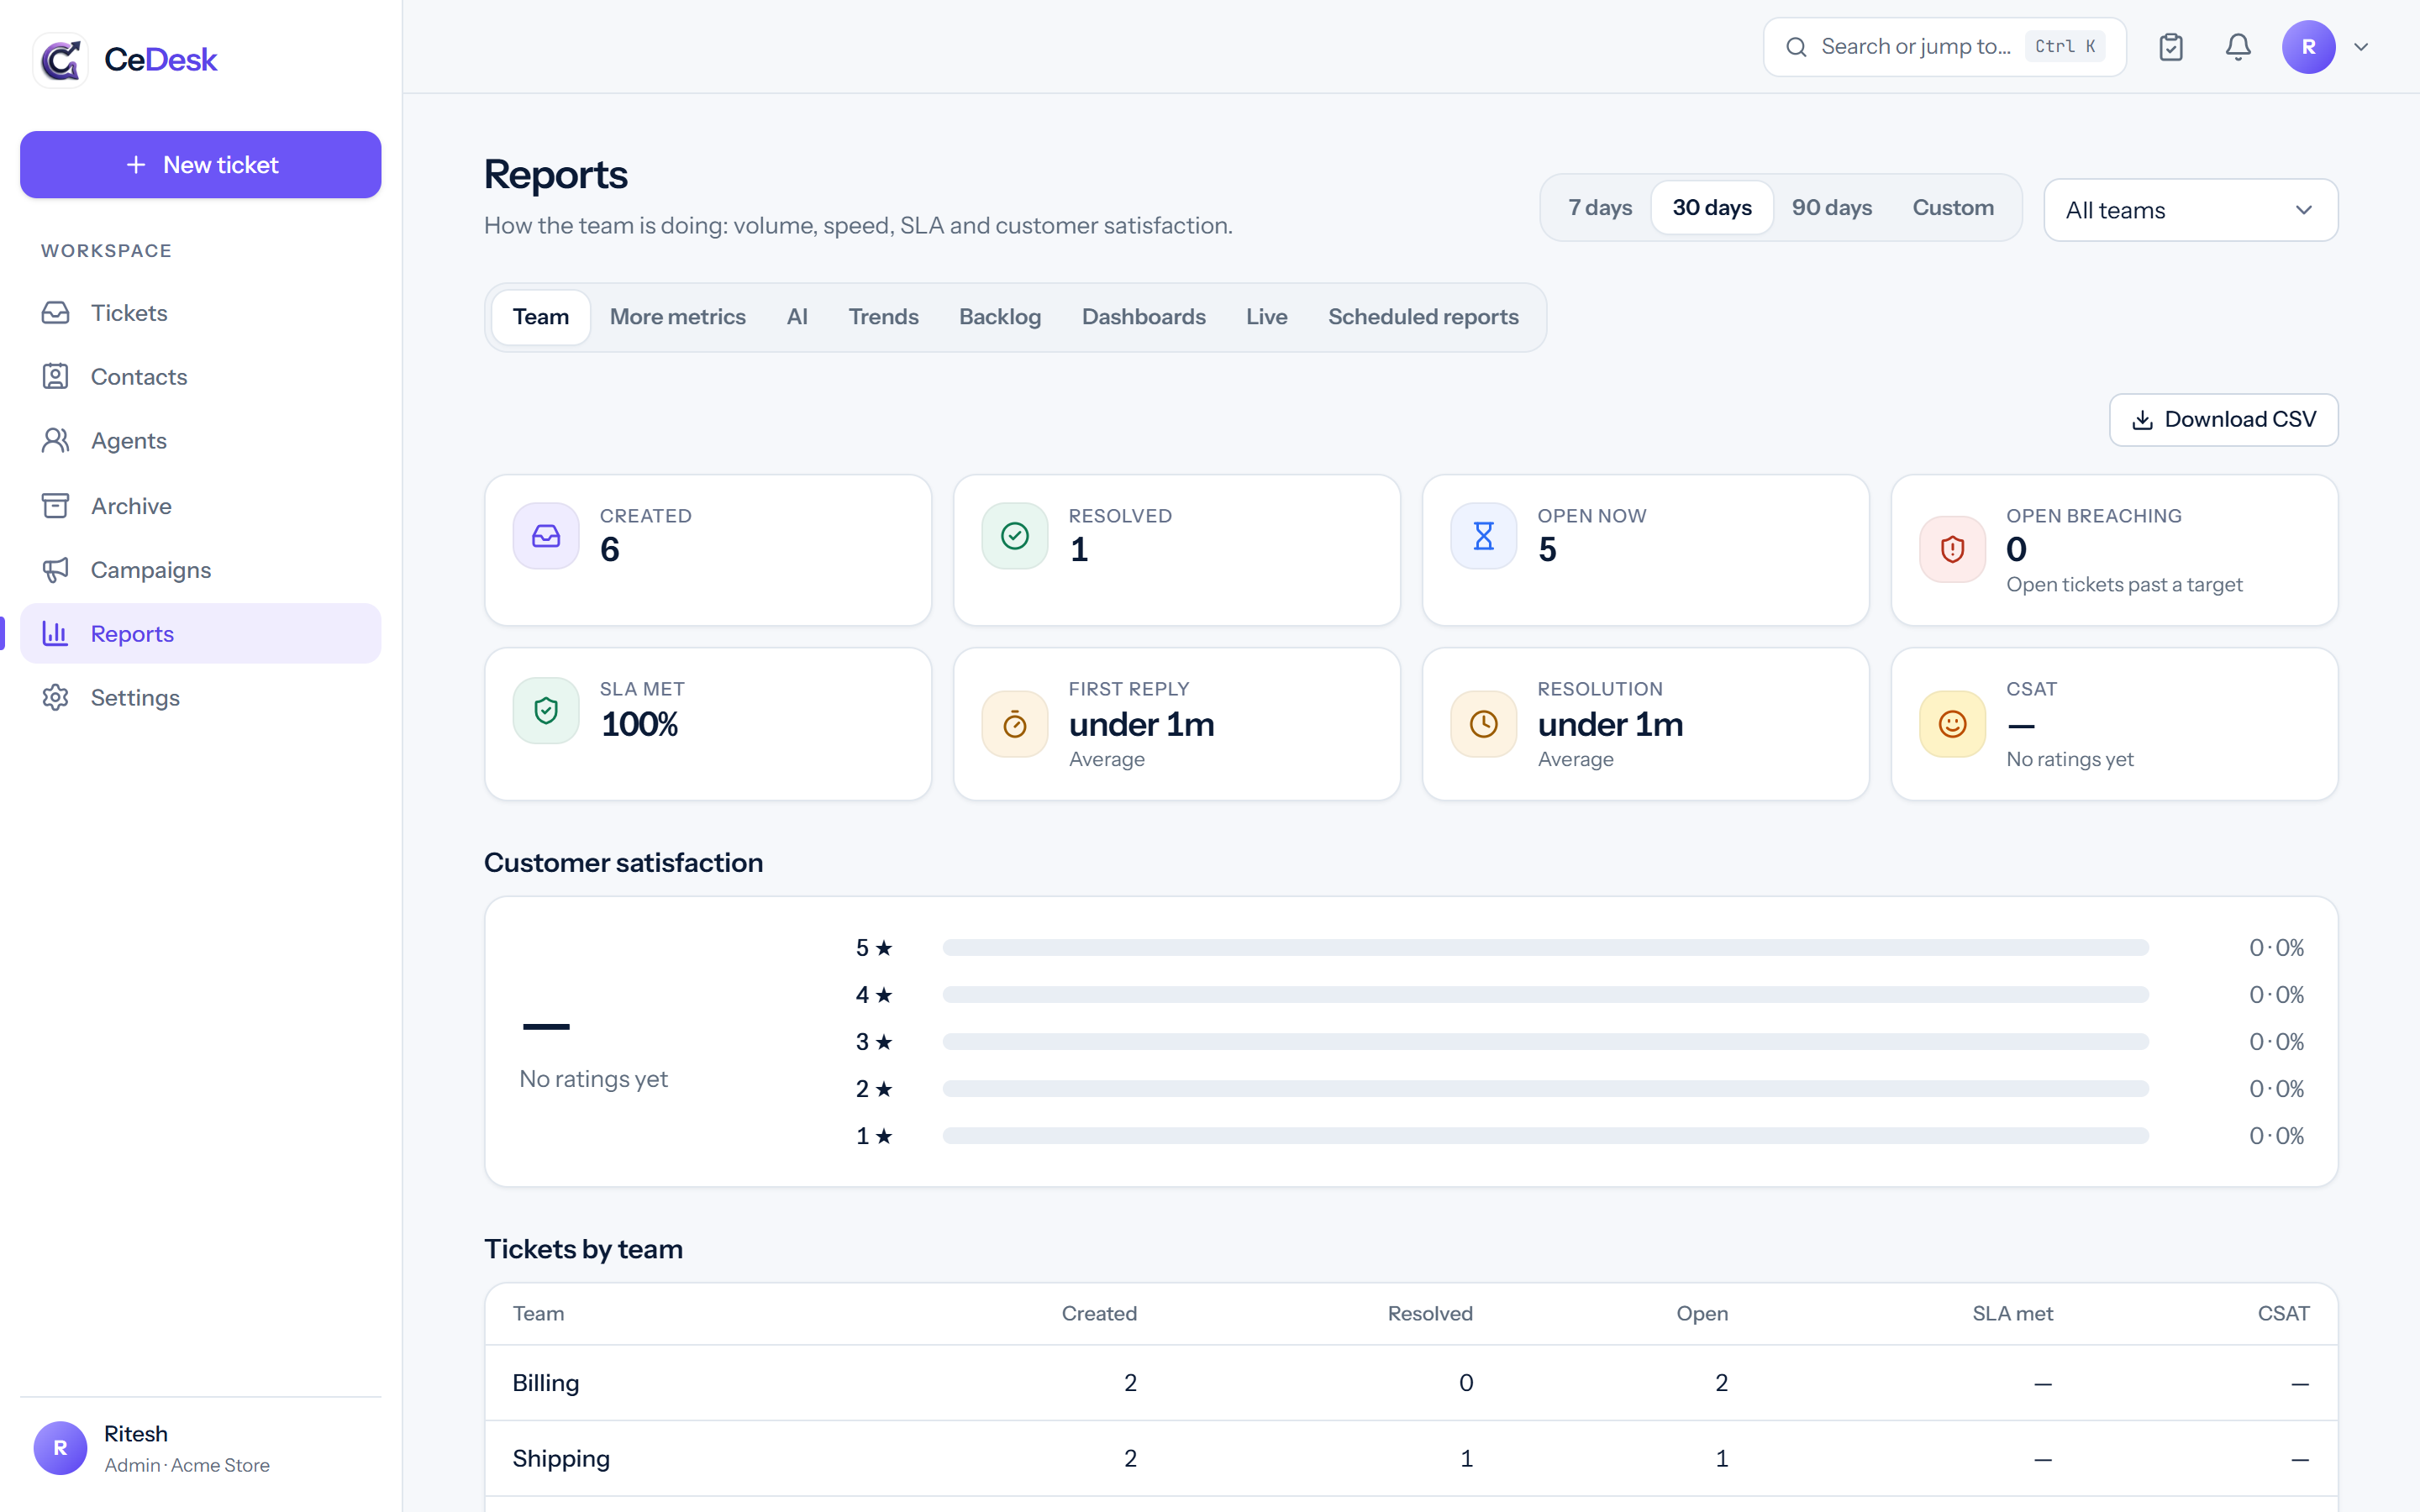 CeDesk
Search or jump to... Ctrl K
R
New ticket
WORKSPACE
Tickets
Contacts
Agents
Archive
Campaigns
Reports
Settings
R
Ritesh
Admin · Acme Store
Reports
How the team is doing: volume, speed, SLA and customer satisfaction.
7 days 30 days 90 days Custom
All teams
Team More metrics AI Trends Backlog Dashboards Live Scheduled reports
Download CSV
CREATED
6
RESOLVED
1
OPEN NOW
5
OPEN BREACHING
0
Open tickets past a target
SLA MET
100%
FIRST REPLY
under 1m
Average
RESOLUTION
under 1m
Average
CSAT
—
No ratings yet
Customer satisfaction
—
No ratings yet
5 ★ 0 · 0%
4 ★ 0 · 0%
3 ★ 0 · 0%
2 ★ 0 · 0%
1 ★ 0 · 0%
Tickets by team
Team Created Resolved Open SLA met CSAT
Billing 2 0 2 — —
Shipping 2 1 1 — —